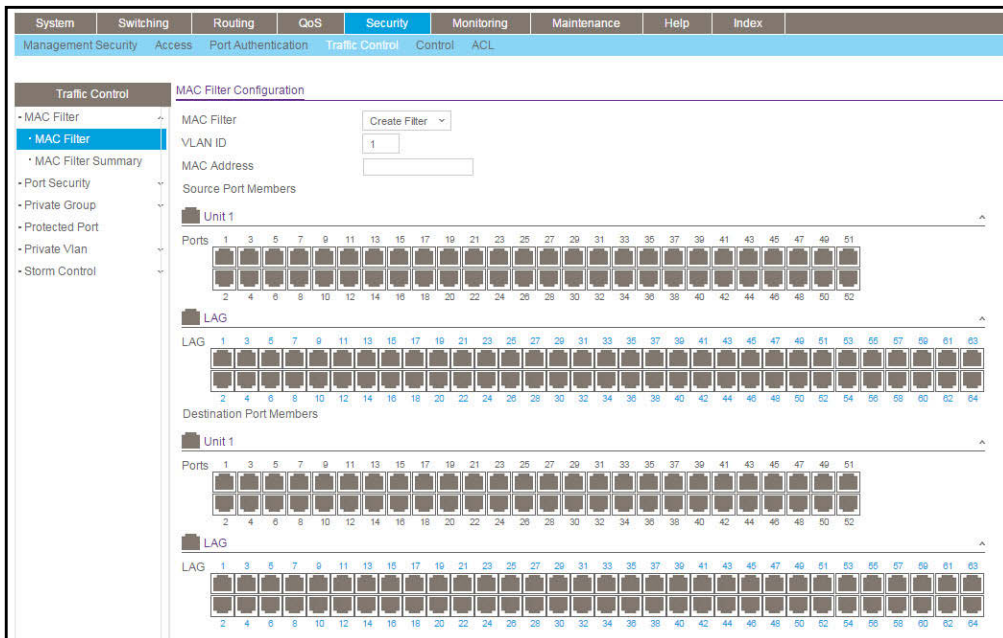 System Switching Routing QoS Security Monitoring Maintenance Help Index
Management Security Access Port Authentication Traffic Control Control ACL
Traffic Control
MAC Filter
MAC Filter
MAC Filter Summary
Port Security
Private Group
Protected Port
Private Vlan
Storm Control
MAC Filter Configuration
MAC Filter Create Filter
VLAN ID 1
MAC Address
Source Port Members
Unit 1
Ports 1 3 5 7 9 11 13 15 17 19 21 23 25 27 29 31 33 35 37 39 41 43 45 47 49 51
2 4 6 8 10 12 14 16 18 20 22 24 26 28 30 32 34 36 38 40 42 44 46 48 50 52
LAG
LAG 1 3 5 7 9 11 13 15 17 19 21 23 25 27 29 31 33 35 37 39 41 43 45 47 49 51 53 55 57 59 61 63
2 4 6 8 10 12 14 16 18 20 22 24 26 28 30 32 34 36 38 40 42 44 46 48 50 52 54 56 58 60 62 64
Destination Port Members
Unit 1
Ports 1 3 5 7 9 11 13 15 17 19 21 23 25 27 29 31 33 35 37 39 41 43 45 47 49 51
2 4 6 8 10 12 14 16 18 20 22 24 26 28 30 32 34 36 38 40 42 44 46 48 50 52
LAG
LAG 1 3 5 7 9 11 13 15 17 19 21 23 25 27 29 31 33 35 37 39 41 43 45 47 49 51 53 55 57 59 61 63
2 4 6 8 10 12 14 16 18 20 22 24 26 28 30 32 34 36 38 40 42 44 46 48 50 52 54 56 58 60 62 64